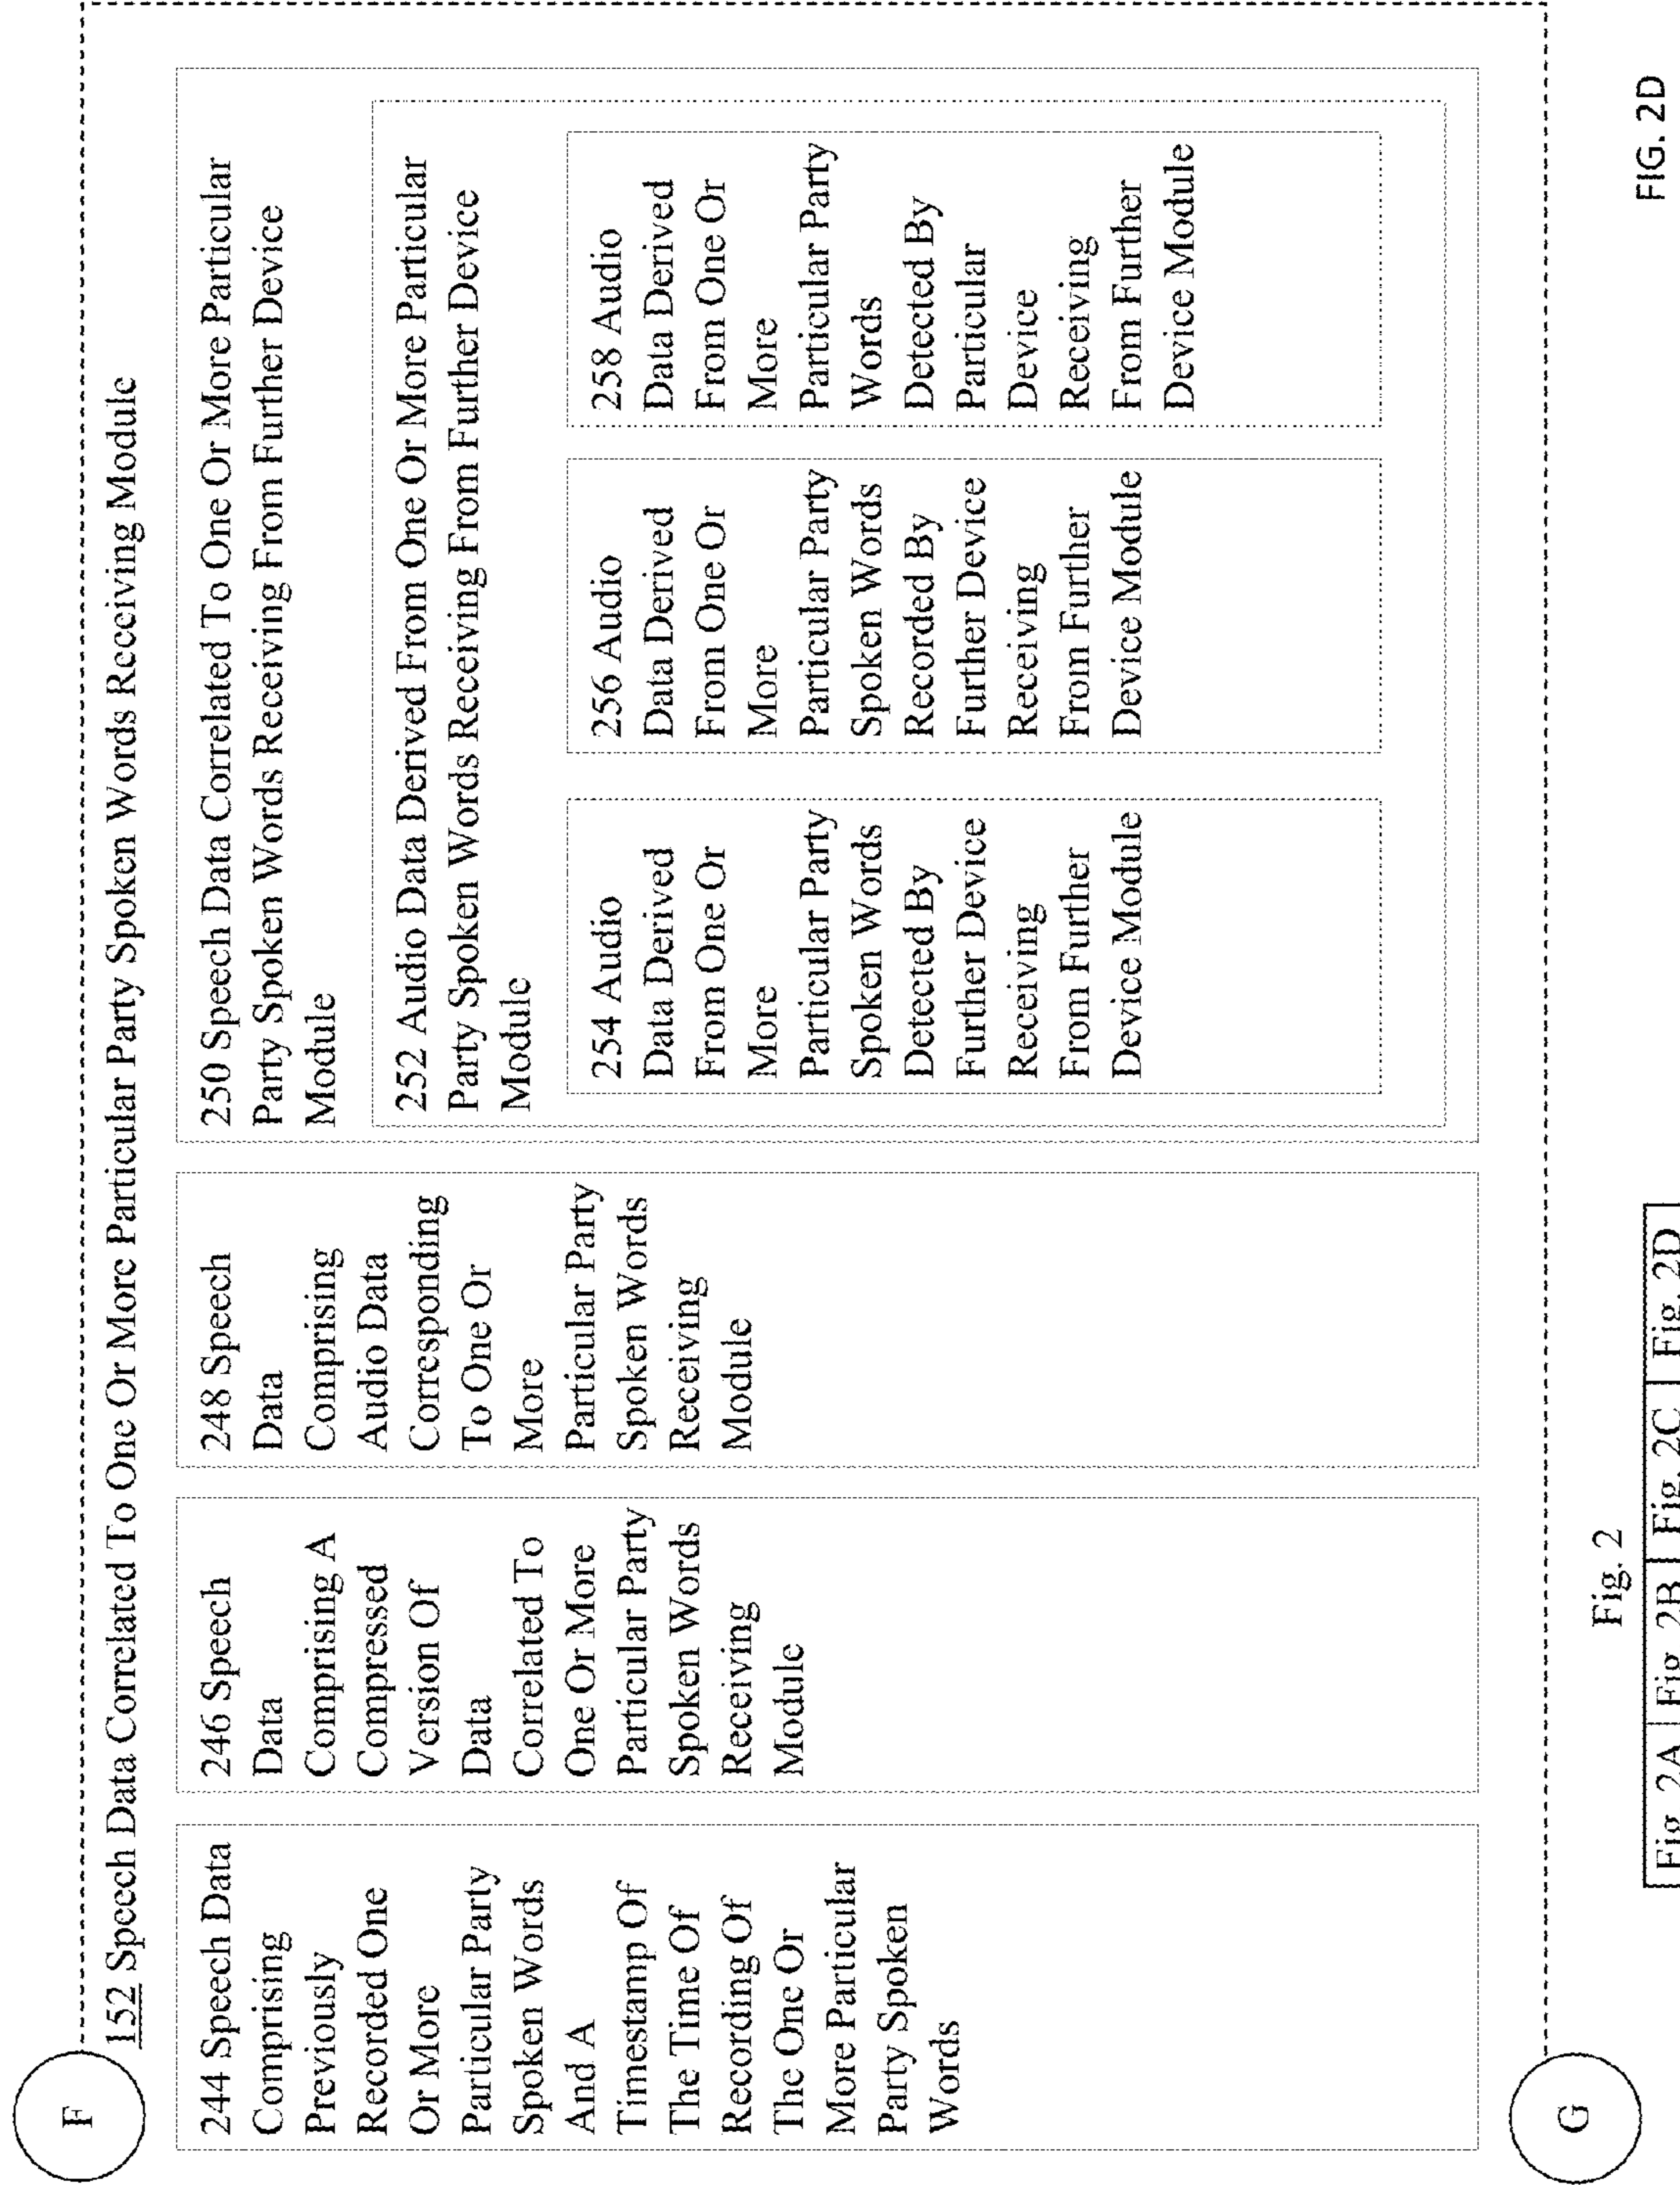 F
152 Speech Data Correlated To One Or More Particular Party Spoken Words Receiving Module
244 Speech Data
Comprising
Previously
Recorded One
Or More
Particular Party
Spoken Words
And A
Timestamp Of
The Time Of
Recording Of
The One Or
More Particular
Party Spoken
Words
246 Speech
Data
Comprising A
Compressed
Version Of
Data
Correlated To
One Or More
Particular Party
Spoken Words
Receiving
Module
248 Speech
Data
Comprising
Audio Data
Corresponding
To One Or
More
Particular Party
Spoken Words
Receiving
Module
250 Speech Data Correlated To One Or More Particular
Party Spoken Words Receiving From Further Device
Module
252 Audio Data Derived From One Or More Particular
Party Spoken Words Receiving From Further Device
Module
254 Audio
Data Derived
From One Or
More
Particular Party
Spoken Words
Detected By
Further Device
Receiving
From Further
Device Module
256 Audio
Data Derived
From One Or
More
Particular Party
Spoken Words
Recorded By
Further Device
Receiving
From Further
Device Module
258 Audio
Data Derived
From One Or
More
Particular Party
Words
Detected By
Particular
Device
Receiving
From Further
Device Module
G
Fig. 2
Fig. 2A Fig. 2B Fig. 2C Fig. 2D
FIG. 2D